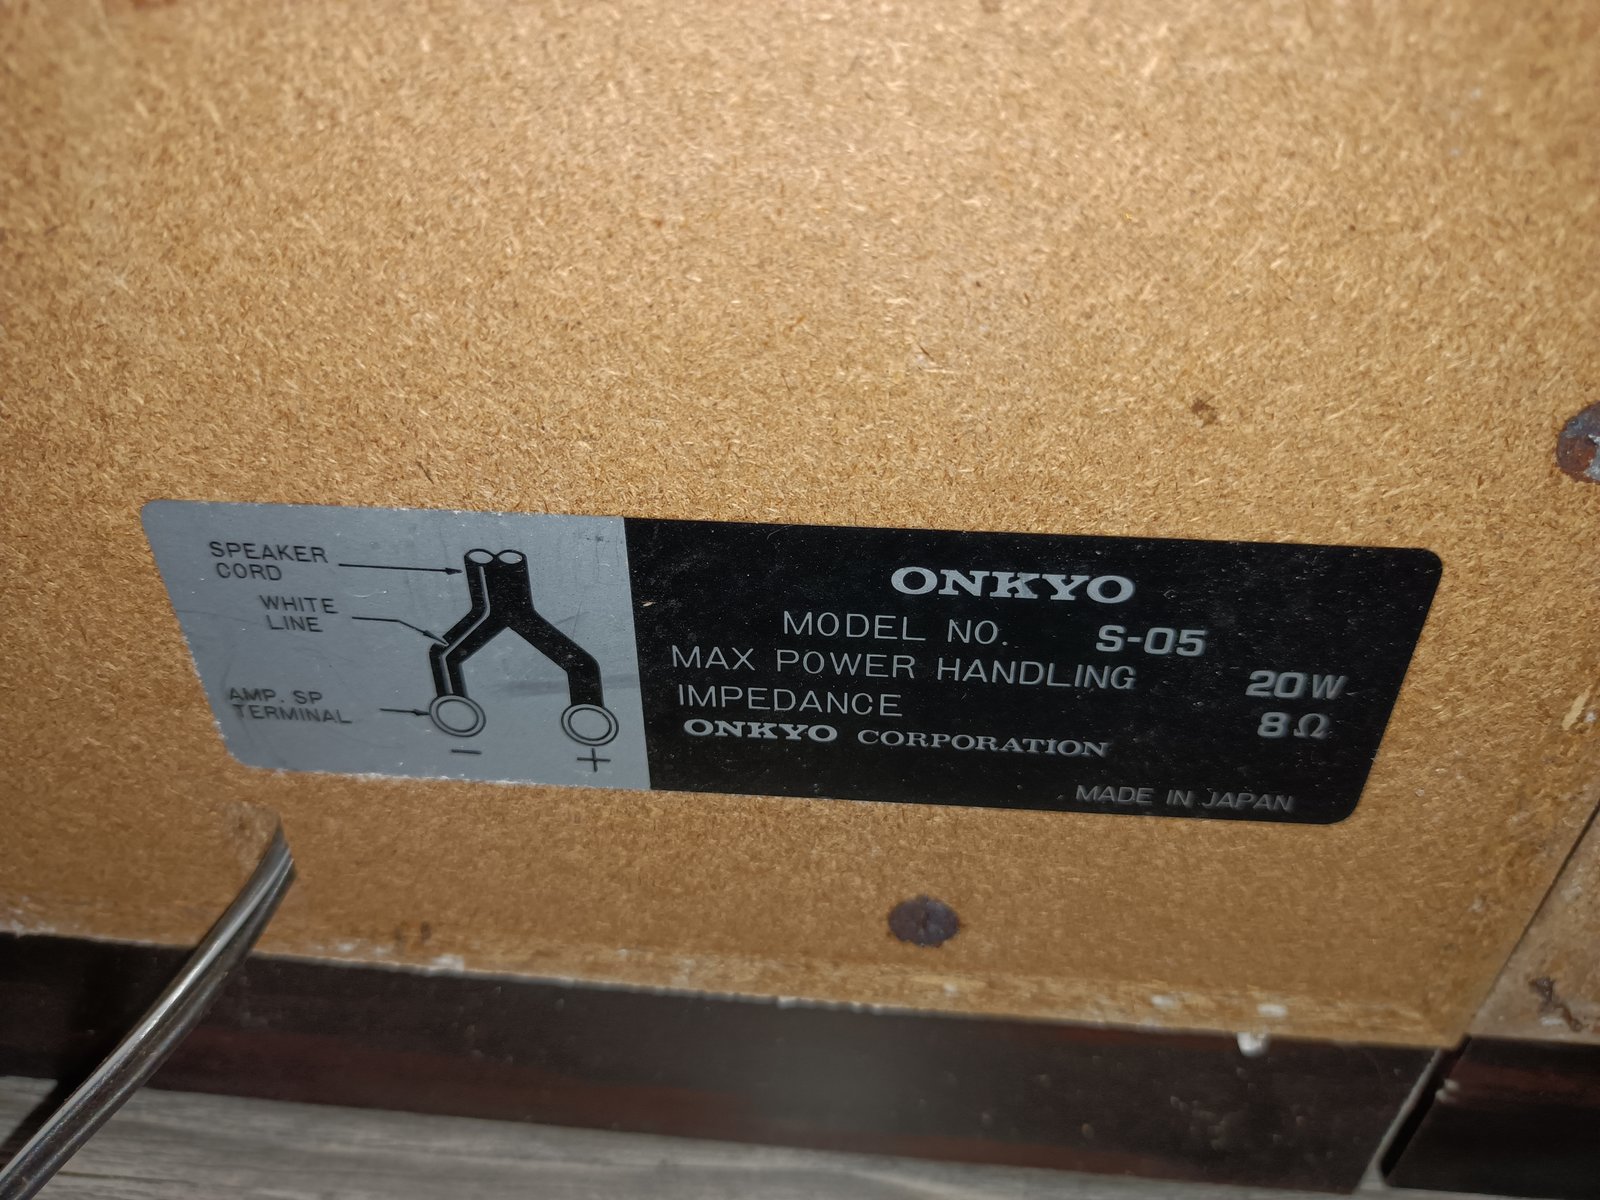 SPEAKER
CORD
WHITE
LINE
AMP. SP
TERMINAL
− +
ONKYO
MODEL NO. S-05
MAX POWER HANDLING 20W
IMPEDANCE 8Ω
ONKYO CORPORATION
MADE IN JAPAN